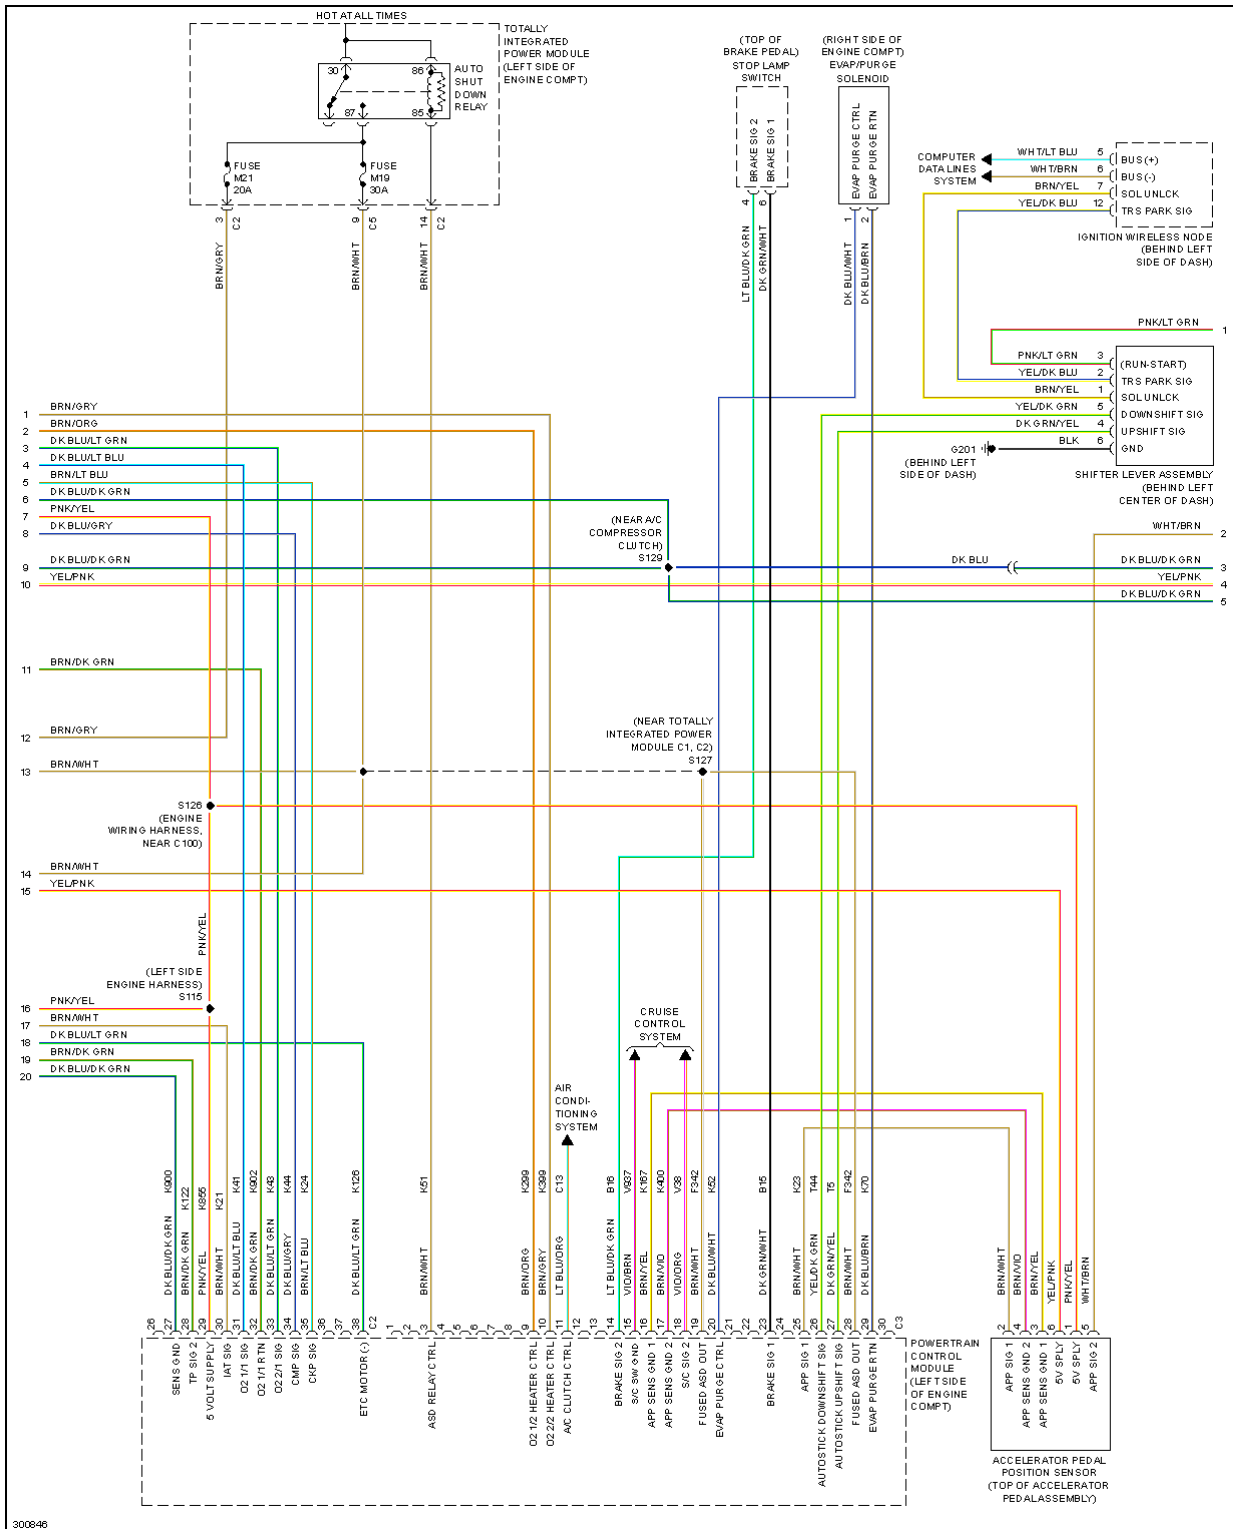 HOT AT ALL TIMES
TOTALLY
INTEGRATED
POWER MODULE
(LEFT SIDE OF
ENGINE COMPT)
30
86
AUTO
SHUT
DOWN
RELAY
87
85
FUSE
M21
20A
FUSE
M19
30A
3
C2
9
C5
14
C2
BRN/GRY
BRN/WHT
BRN/WHT
(TOP OF
BRAKE PEDAL)
STOP LAMP
SWITCH
BRAKE SIG 2
BRAKE SIG 1
4
6
LT BLU/DK GRN
DK GRN/WHT
(RIGHT SIDE OF
ENGINE COMPT)
EVAP/PURGE
SOLENOID
EVAP PURGE CTRL
EVAP PURGE RTN
1
2
DK BLU/WHT
DK BLU/BRN
COMPUTER
DATA LINES
SYSTEM
WHT/LT BLU 5 BUS (+)
WHT/BRN 6 BUS (-)
BRN/YEL 7 SOL UNLCK
YEL/DK BLU 12 TRS PARK SIG
IGNITION WIRELESS NODE
(BEHIND LEFT
SIDE OF DASH)
PNK/LT GRN 1
PNK/LT GRN 3 (RUN-START)
YEL/DK BLU 2 TRS PARK SIG
BRN/YEL 1 SOL UNLCK
YEL/DK GRN 5 DOWNSHIFT SIG
DK GRN/YEL 4 UPSHIFT SIG
BLK 6 GND
G201
(BEHIND LEFT
SIDE OF DASH)
SHIFTER LEVER ASSEMBLY
(BEHIND LEFT
CENTER OF DASH)
1 BRN/GRY
2 BRN/ORG
3 DK BLU/LT GRN
4 DK BLU/LT BLU
5 BRN/LT BLU
6 DK BLU/DK GRN
7 PNK/YEL
8 DK BLU/GRY
9 DK BLU/DK GRN
10 YEL/PNK
(NEAR A/C
COMPRESSOR
CLUTCH)
S129
WHT/BRN 2
DK BLU
DK BLU/DK GRN 3
YEL/PNK 4
DK BLU/DK GRN 5
11 BRN/DK GRN
12 BRN/GRY
13 BRN/WHT
(NEAR TOTALLY
INTEGRATED POWER
MODULE C1, C2)
S127
S126
(ENGINE
WIRING HARNESS,
NEAR C100)
14 BRN/WHT
15 YEL/PNK
PNK/YEL
(LEFT SIDE
ENGINE HARNESS)
S115
16 PNK/YEL
17 BRN/WHT
18 DK BLU/LT GRN
19 BRN/DK GRN
20 DK BLU/DK GRN
CRUISE
CONTROL
SYSTEM
AIR
CONDI-
TIONING
SYSTEM
K900
K122
K855
K21
K41
K902
K43
K44
K24
K126
K51
K299
K399
C13
B16
V937
K167
K400
V38
F342
K52
B15
K23
T44
T5
F342
K70
DK BLU/DK GRN
BRN/DK GRN
PNK/YEL
BRN/WHT
DK BLU/LT BLU
BRN/DK GRN
DK BLU/LT GRN
DK BLU/GRY
BRN/LT BLU
DK BLU/LT GRN
BRN/WHT
BRN/ORG
BRN/GRY
LT BLU/ORG
LT BLU/DK GRN
VIO/BRN
BRN/YEL
BRN/VIO
VIO/ORG
BRN/WHT
DK BLU/WHT
DK GRN/WHT
BRN/WHT
YEL/DK GRN
DK GRN/YEL
BRN/WHT
DK BLU/BRN
BRN/WHT
BRN/VIO
BRN/YEL
YEL/PNK
PNK/YEL
WHT/BRN
26 27 28 29 30 31 32 33 34 35 36 37 38 C2
1 2 3 4 5 6 7 8 9 10 11 12 13 14 15 16 17 18 19 20 21 22 23 24 25 26 27 28 29 30 C3
2 4 3 6 1 5
SENS GND
TP SIG 2
5 VOLT SUPPLY
IAT SIG
O2 1/1 SIG
O2 1/1 RTN
O2 2/1 SIG
CMP SIG
CKP SIG
ETC MOTOR (-)
ASD RELAY CTRL
O2 1/2 HEATER CTRL
O2 2/2 HEATER CTRL
A/C CLUTCH CTRL
BRAKE SIG 2
S/C SW GND
APP SENS GND 1
APP SENS GND 2
S/C SIG 2
FUSED ASD OUT
EVAP PURGE CTRL
BRAKE SIG 1
APP SIG 1
AUTOSTICK DOWNSHIFT SIG
AUTOSTICK UPSHIFT SIG
FUSED ASD OUT
EVAP PURGE RTN
POWERTRAIN
CONTROL
MODULE
(LEFT SIDE
OF ENGINE
COMPT)
APP SIG 1
APP SENS GND 2
APP SENS GND 1
5V SPLY
5V SPLY
APP SIG 2
ACCELERATOR PEDAL
POSITION SENSOR
(TOP OF ACCELERATOR
PEDAL ASSEMBLY)
300846